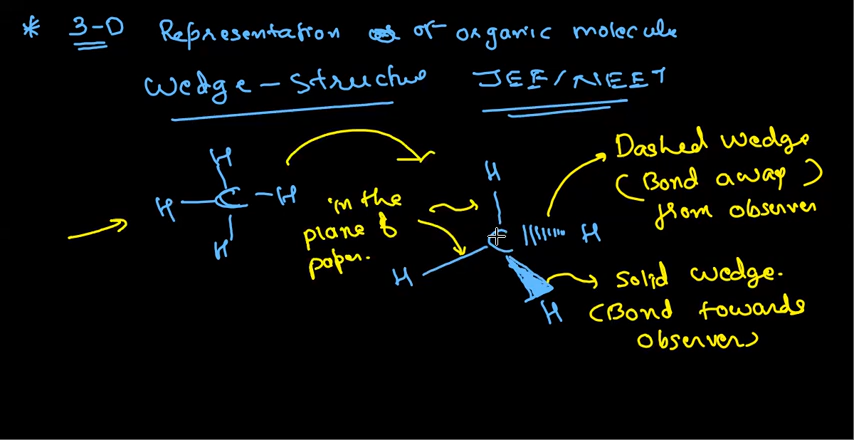 * 3-D Representation of organic molecule
Wedge - Structure JEE/NEET
H
H C H
H
in the
plane of
paper.
H
C H
H
H
Dashed wedge
(Bond away)
from observer
Solid wedge.
(Bond towards
observer)